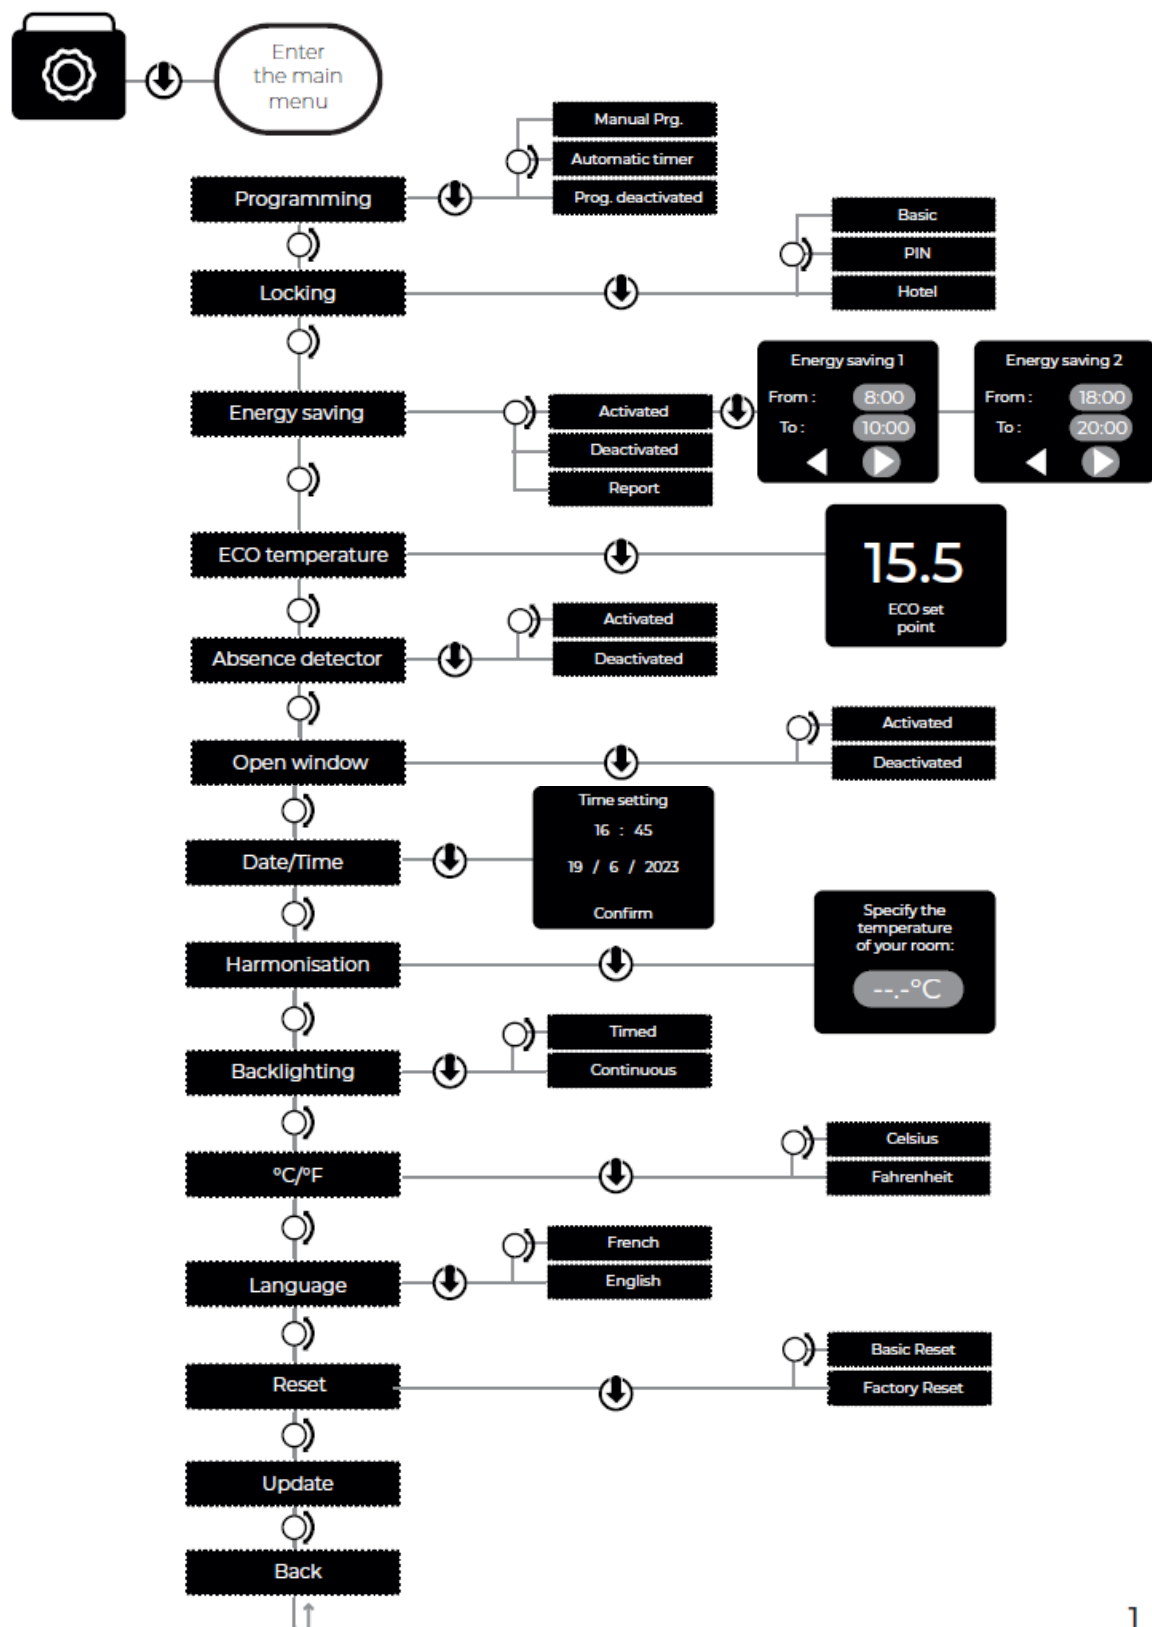 Enter
the main
menu
Manual Prg.
Automatic timer
Programming
Prog. deactivated
Basic
PIN
Locking
Hotel
Energy saving 1
Energy saving 2
From :
8:00
From :
18:00
Energy saving
Activated
To :
10:00
To :
20:00
Deactivated
Report
ECO temperature
15.5
ECO set
point
Activated
Absence detector
Deactivated
Activated
Open window
Deactivated
Time setting
16 : 45
Date/Time
19 / 6 / 2023
Confirm
Specify the
temperature
of your room:
Harmonisation
--.-°C
Timed
Backlighting
Continuous
Celsius
°C/°F
Fahrenheit
French
Language
English
Basic Reset
Reset
Factory Reset
Update
Back
1